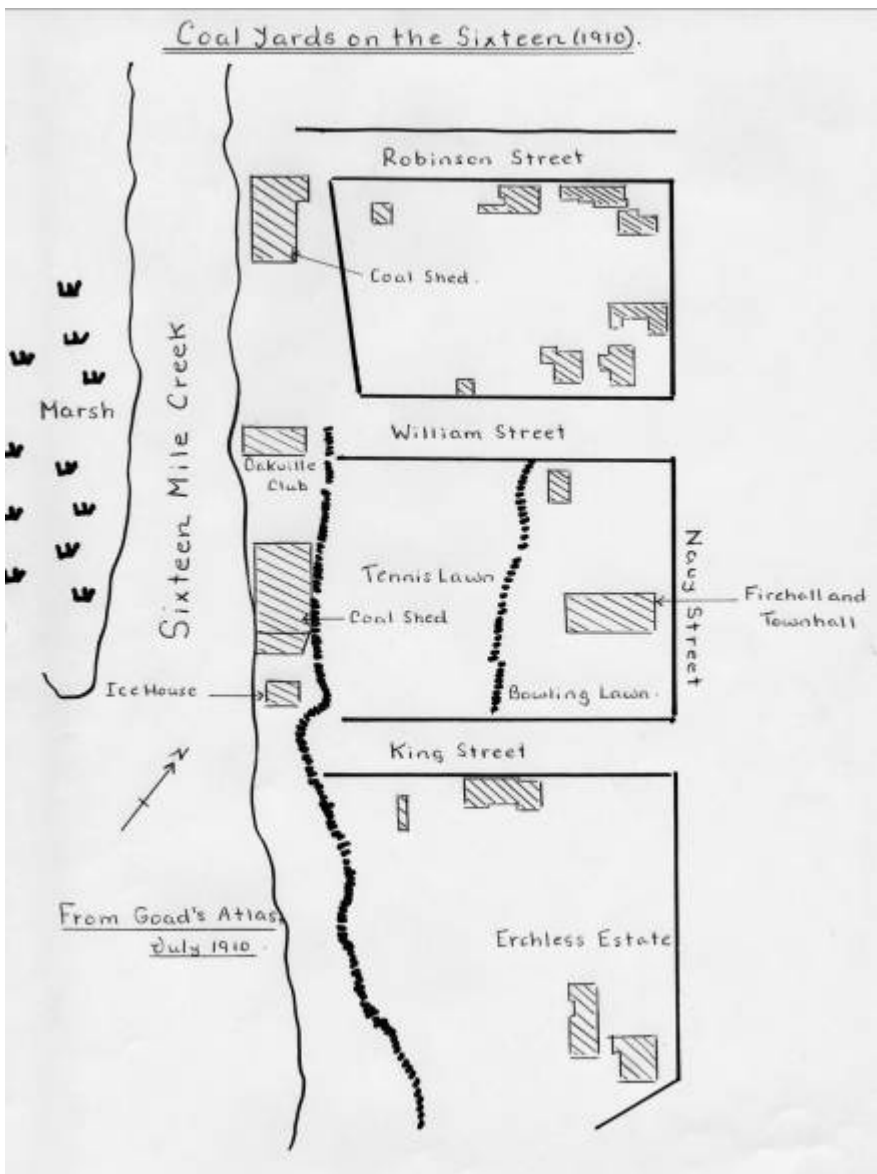 Coal Yards on the Sixteen (1910).
Robinson Street
Coal Shed.
Sixteen Mile Creek
Marsh
William Street
Oakville
Club
Navy Street
Tennis Lawn
Coal Shed
Firehall and
Townhall
Ice House
Bowling Lawn.
King Street
N
From Goad's Atlas,
July 1910.
Erchless Estate